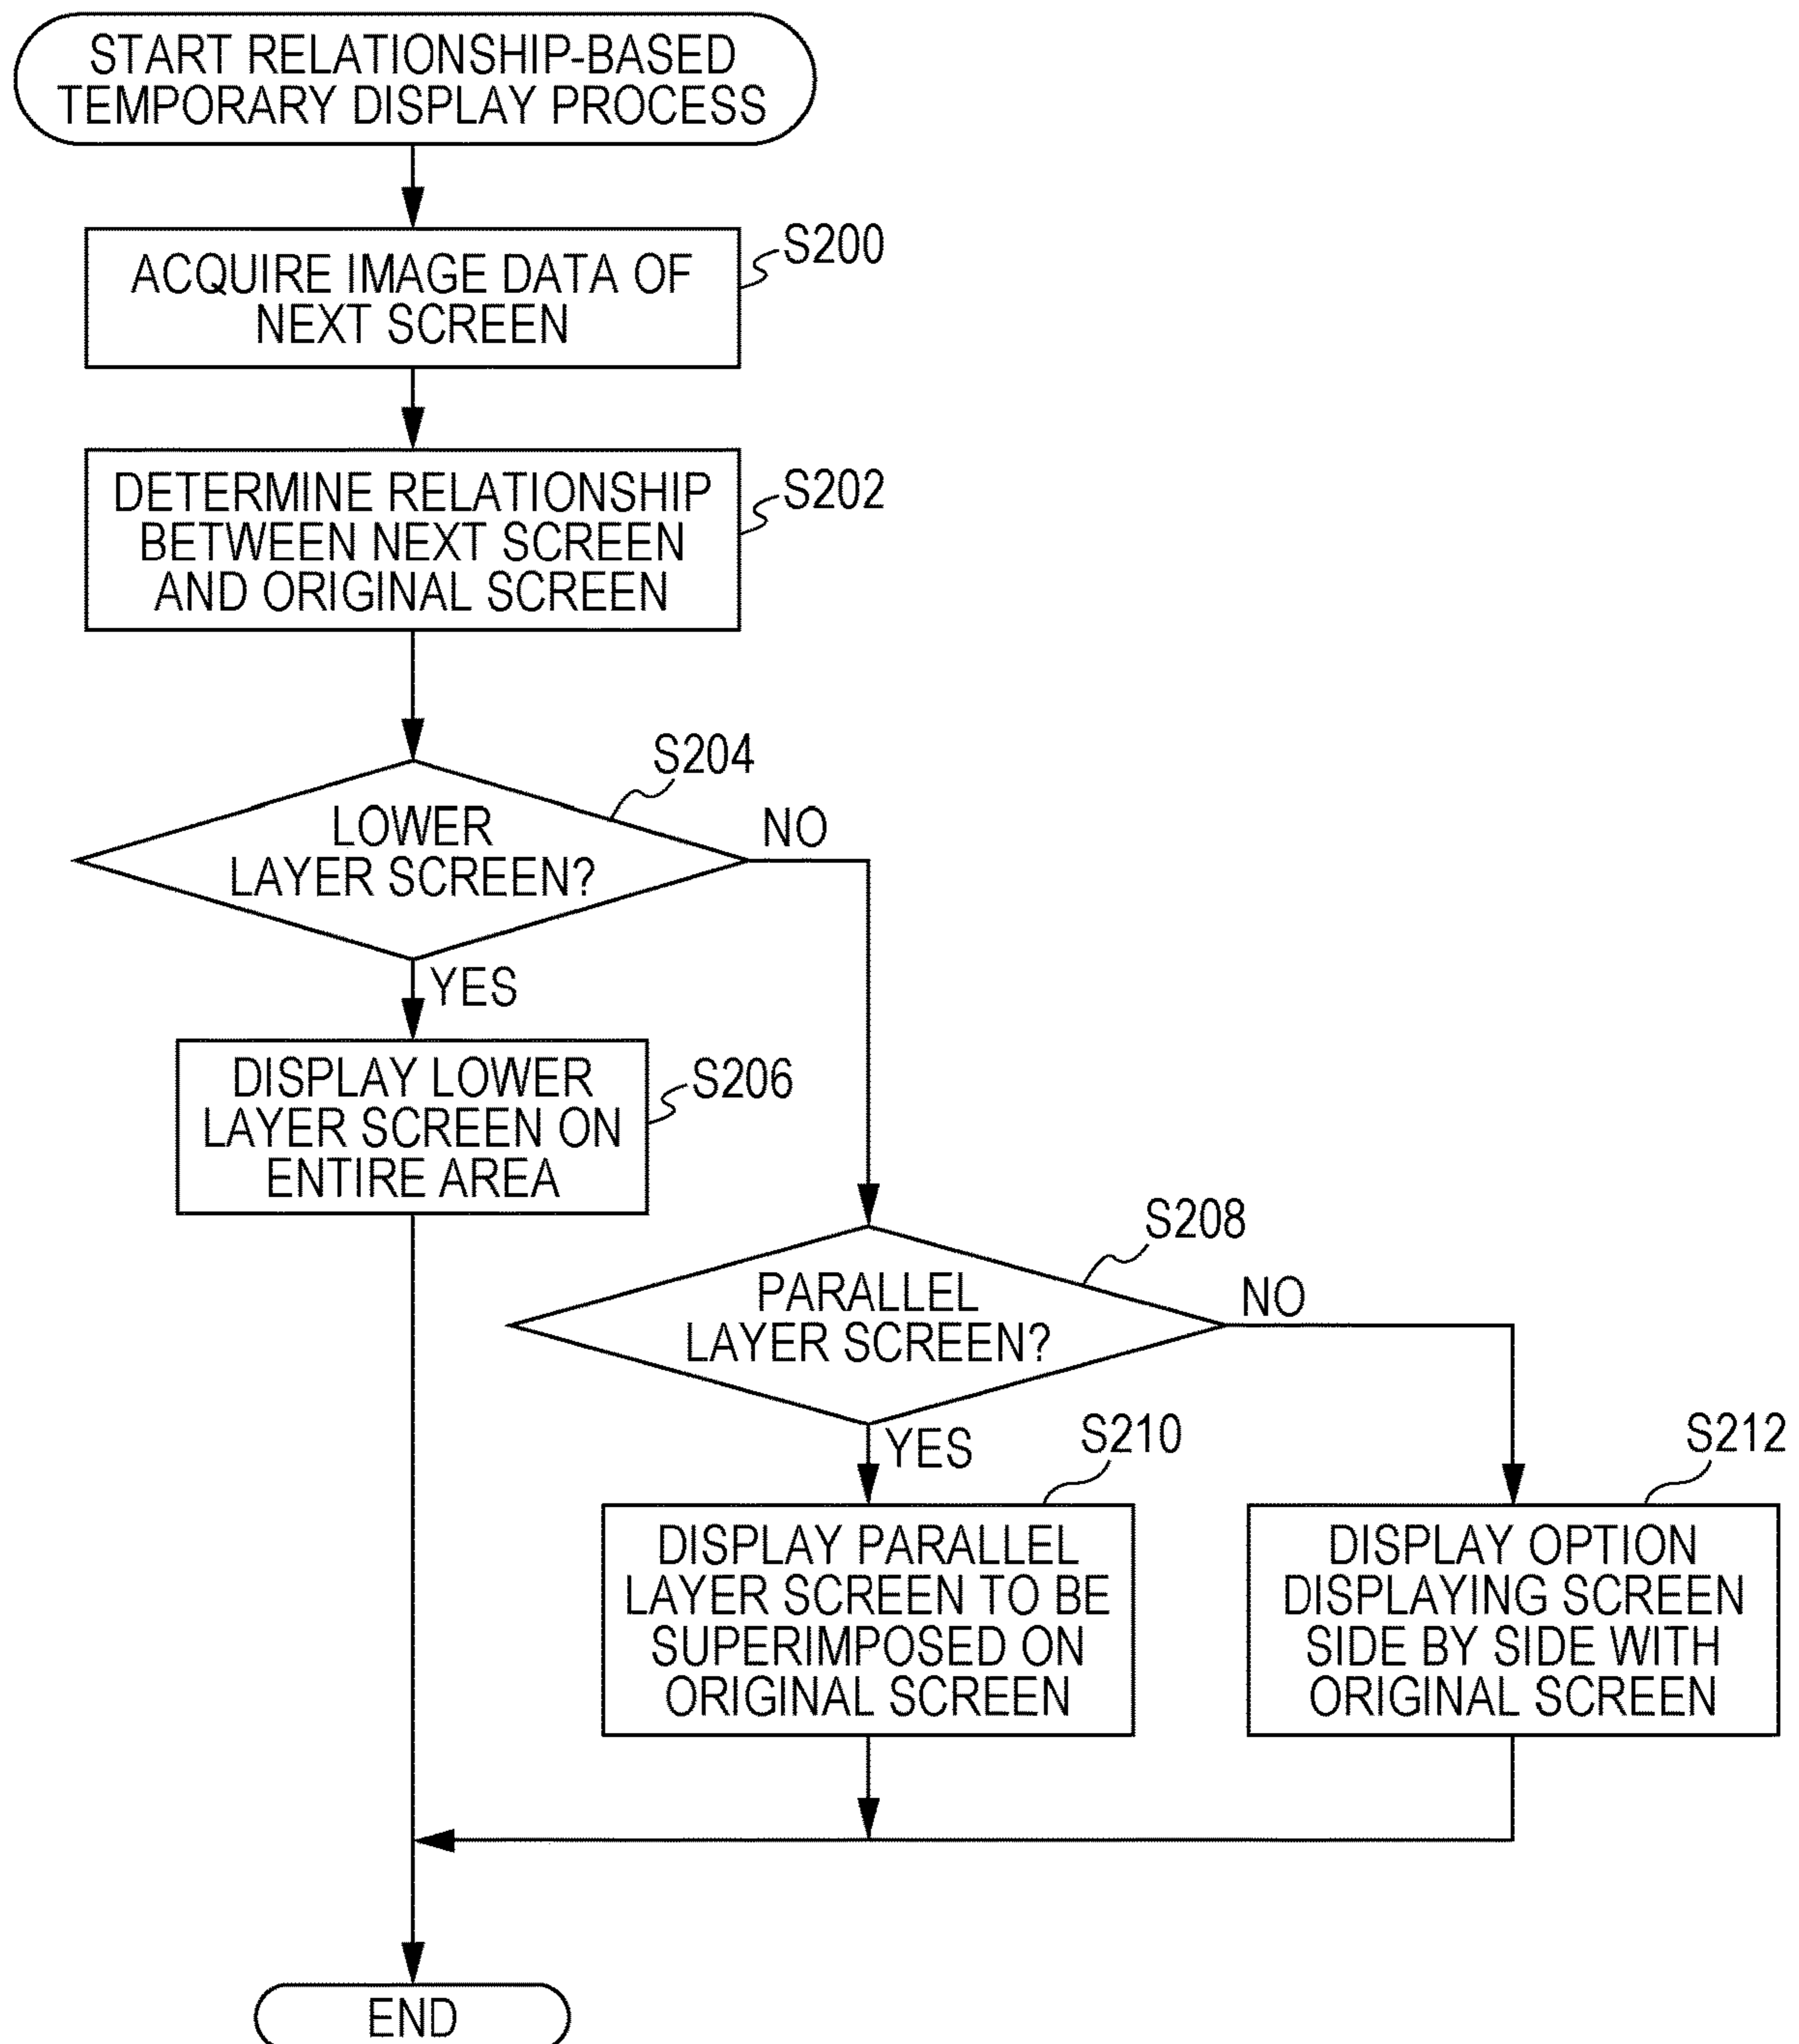 START RELATIONSHIP-BASED
TEMPORARY DISPLAY PROCESS
ACQUIRE IMAGE DATA OF
NEXT SCREEN
S200
DETERMINE RELATIONSHIP
BETWEEN NEXT SCREEN
AND ORIGINAL SCREEN
S202
S204
LOWER
LAYER SCREEN?
NO
YES
DISPLAY LOWER
LAYER SCREEN ON
ENTIRE AREA
S206
S208
PARALLEL
LAYER SCREEN?
NO
YES
S210
DISPLAY PARALLEL
LAYER SCREEN TO BE
SUPERIMPOSED ON
ORIGINAL SCREEN
S212
DISPLAY OPTION
DISPLAYING SCREEN
SIDE BY SIDE WITH
ORIGINAL SCREEN
END